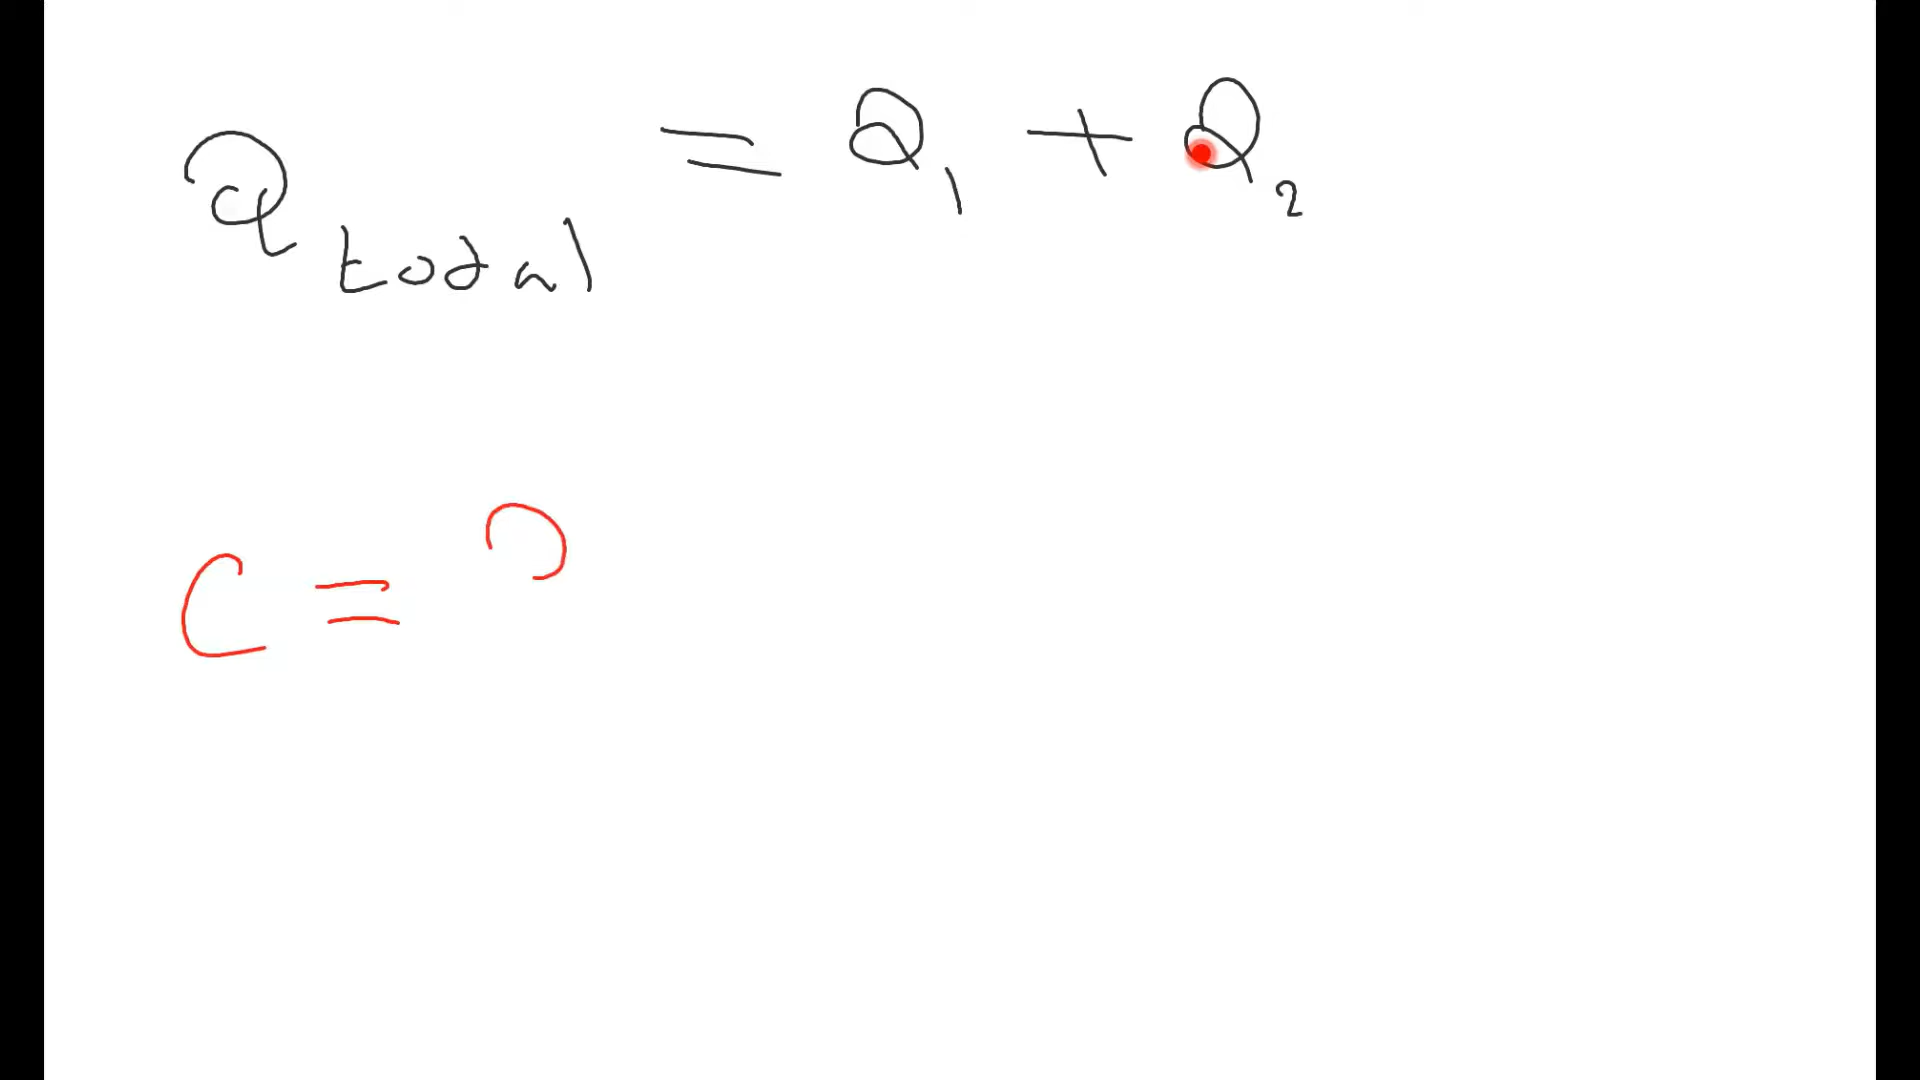 Q total = Q1 + Q2
C =